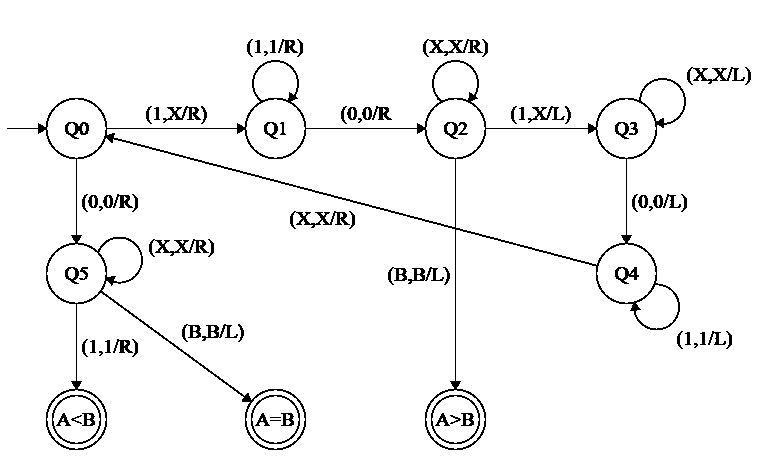 (1,1/R)
(X,X/R)
(X,X/L)
Q0
(1,X/R)
Q1
(0,0/R
Q2
(1,X/L)
Q3
(0,0/R)
(X,X/R)
(0,0/L)
Q5
(X,X/R)
(B,B/L)
Q4
(1,1/R)
(B,B/L)
(1,1/L)
A<B
A=B
A>B